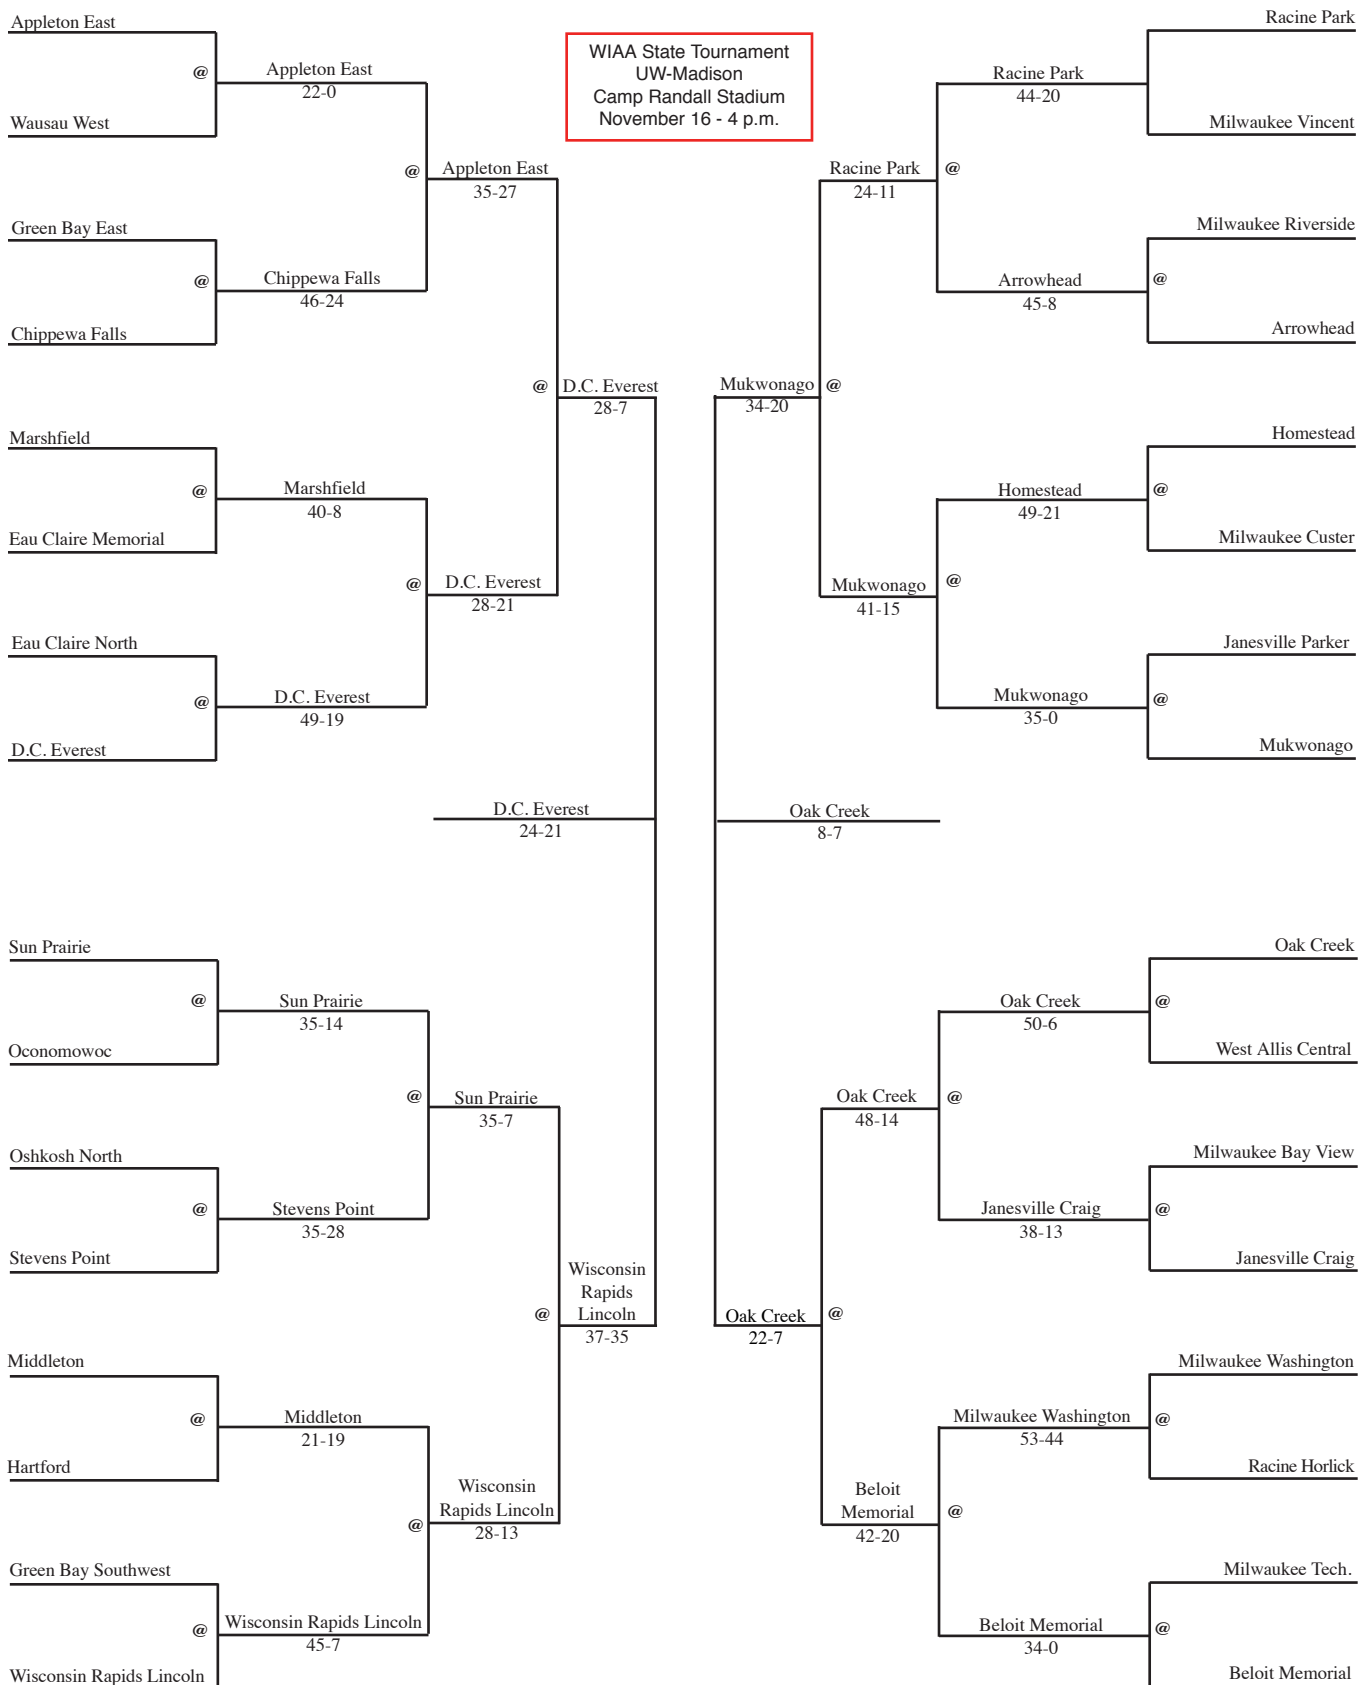 Appleton East
@
Wausau West
Appleton East
22-0
@
Green Bay East
@
Chippewa Falls
Chippewa Falls
46-24
Appleton East
35-27
@
Marshfield
@
Eau Claire Memorial
Marshfield
40-8
@
Eau Claire North
@
D.C. Everest
D.C. Everest
49-19
D.C. Everest
28-21
D.C. Everest
28-7
D.C. Everest
24-21
Sun Prairie
@
Oconomowoc
Sun Prairie
35-14
@
Oshkosh North
@
Stevens Point
Stevens Point
35-28
Sun Prairie
35-7
@
Middleton
@
Hartford
Middleton
21-19
@
Green Bay Southwest
@
Wisconsin Rapids Lincoln
Wisconsin Rapids Lincoln
45-7
Wisconsin
Rapids Lincoln
28-13
Wisconsin
Rapids
Lincoln
37-35
WIAA State Tournament
UW-Madison
Camp Randall Stadium
November 16 - 4 p.m.
Racine Park
Milwaukee Vincent
Racine Park
44-20
@
Milwaukee Riverside
@
Arrowhead
Arrowhead
45-8
Racine Park
24-11
@
Homestead
@
Milwaukee Custer
Homestead
49-21
@
Janesville Parker
@
Mukwonago
Mukwonago
35-0
Mukwonago
41-15
Mukwonago
34-20
Oak Creek
8-7
Oak Creek
@
West Allis Central
Oak Creek
50-6
@
Milwaukee Bay View
@
Janesville Craig
Janesville Craig
38-13
Oak Creek
48-14
@
Milwaukee Washington
@
Racine Horlick
Milwaukee Washington
53-44
@
Milwaukee Tech.
@
Beloit Memorial
Beloit Memorial
34-0
Beloit
Memorial
42-20
Oak Creek
22-7